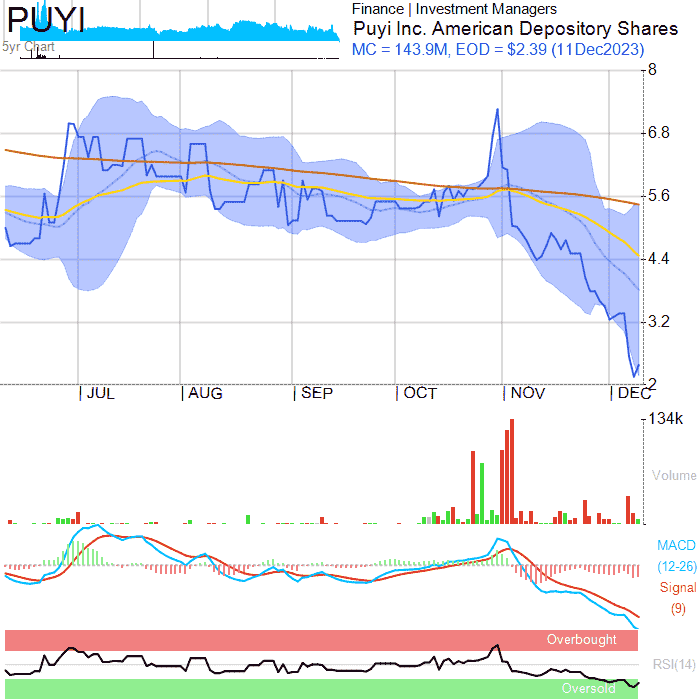 PUYI
5yr Chart
Finance | Investment Managers
Puyi Inc. American Depository Shares
MC = 143.9M, EOD = $2.39 (11Dec2023)
8
6.8
5.6
4.4
3.2
2
JUL AUG SEP OCT NOV DEC
134k
Volume
MACD
(12-26)
Signal
(9)
Overbought
RSI(14)
Oversold